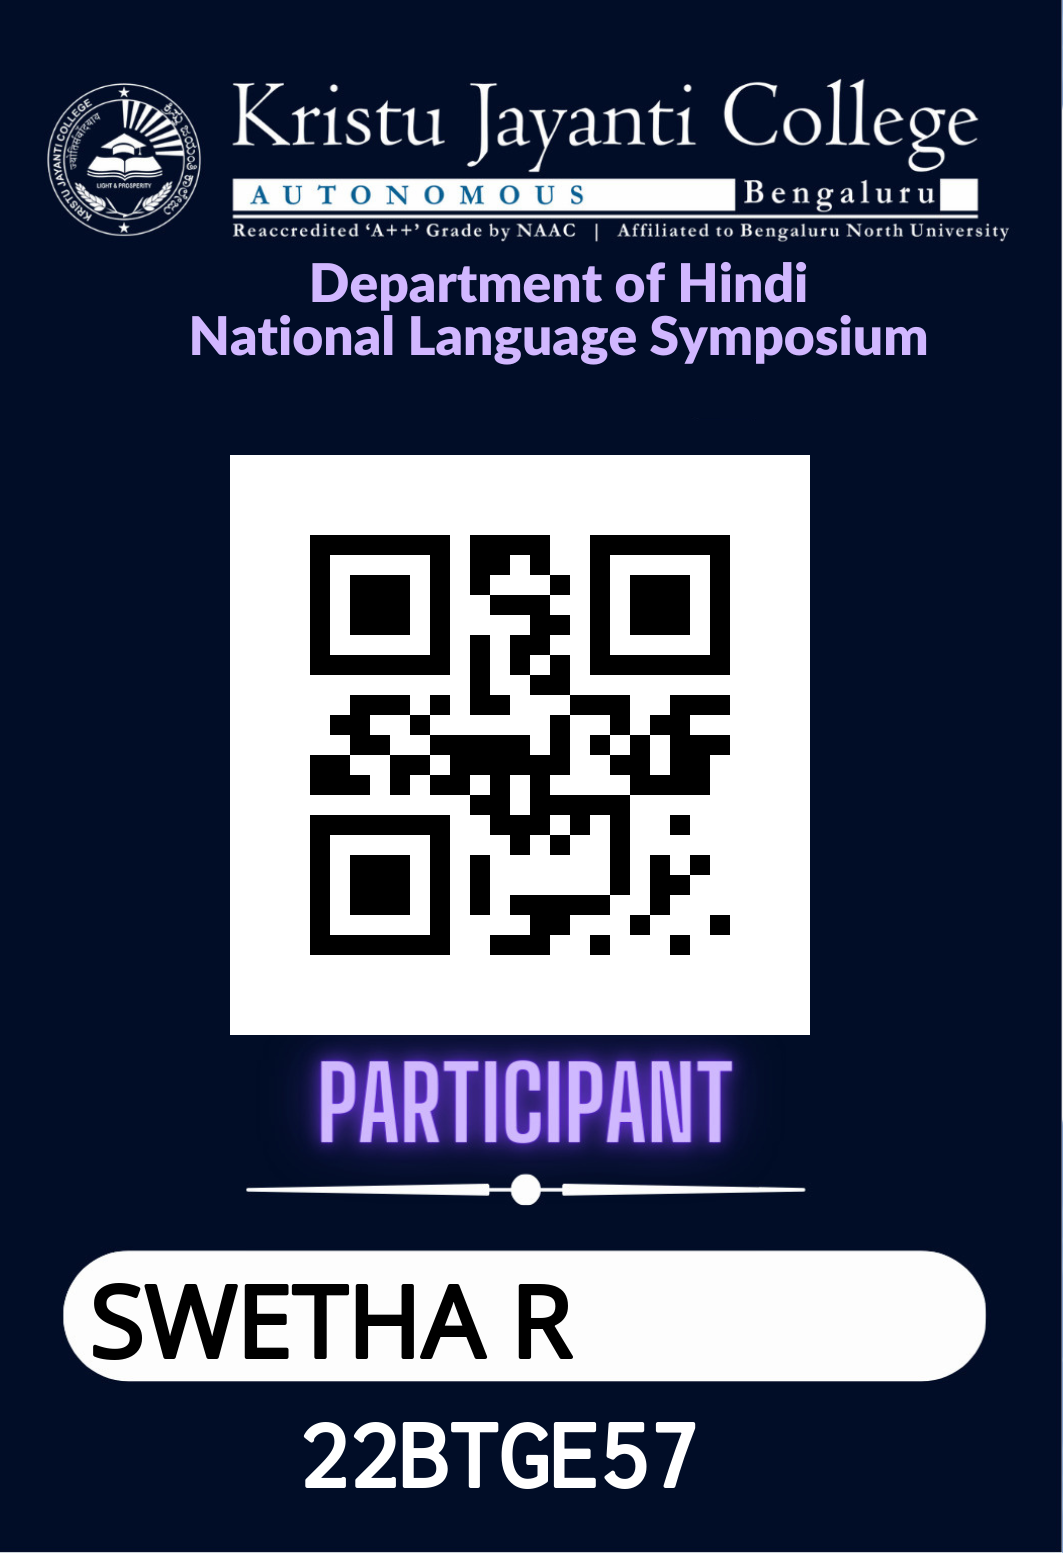 Kristu Jayanti College
AUTONOMOUS Bengaluru
Reaccredited ‘A++’ Grade by NAAC | Affiliated to Bengaluru North University
KRISTU JAYANTI COLLEGE
LIGHT & PROSPERITY
Department of Hindi
National Language Symposium
PARTICIPANT
SWETHA R
22BTGE57